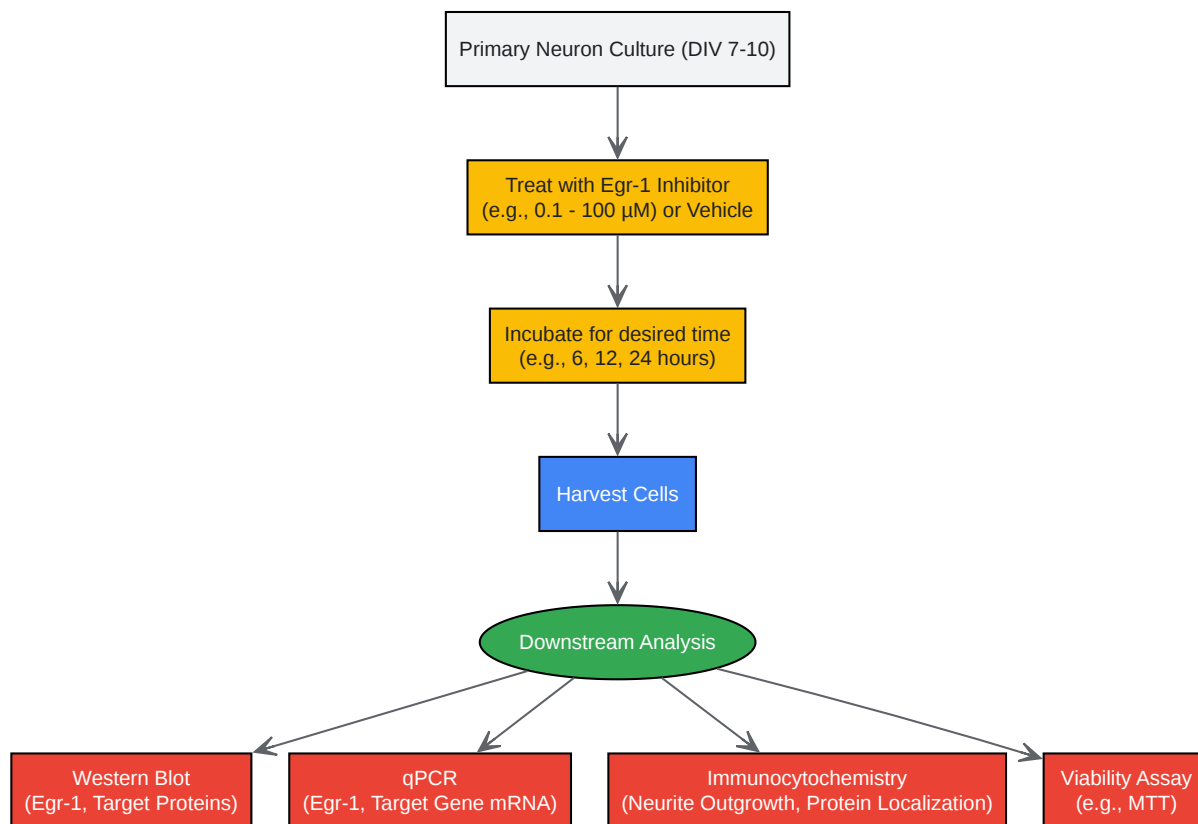 Primary Neuron Culture (DIV 7-10)
Treat with Egr-1 Inhibitor
(e.g., 0.1 - 100 µM) or Vehicle
Incubate for desired time
(e.g., 6, 12, 24 hours)
Harvest Cells
Downstream Analysis
Western Blot
(Egr-1, Target Proteins)
qPCR
(Egr-1, Target Gene mRNA)
Immunocytochemistry
(Neurite Outgrowth, Protein Localization)
Viability Assay
(e.g., MTT)